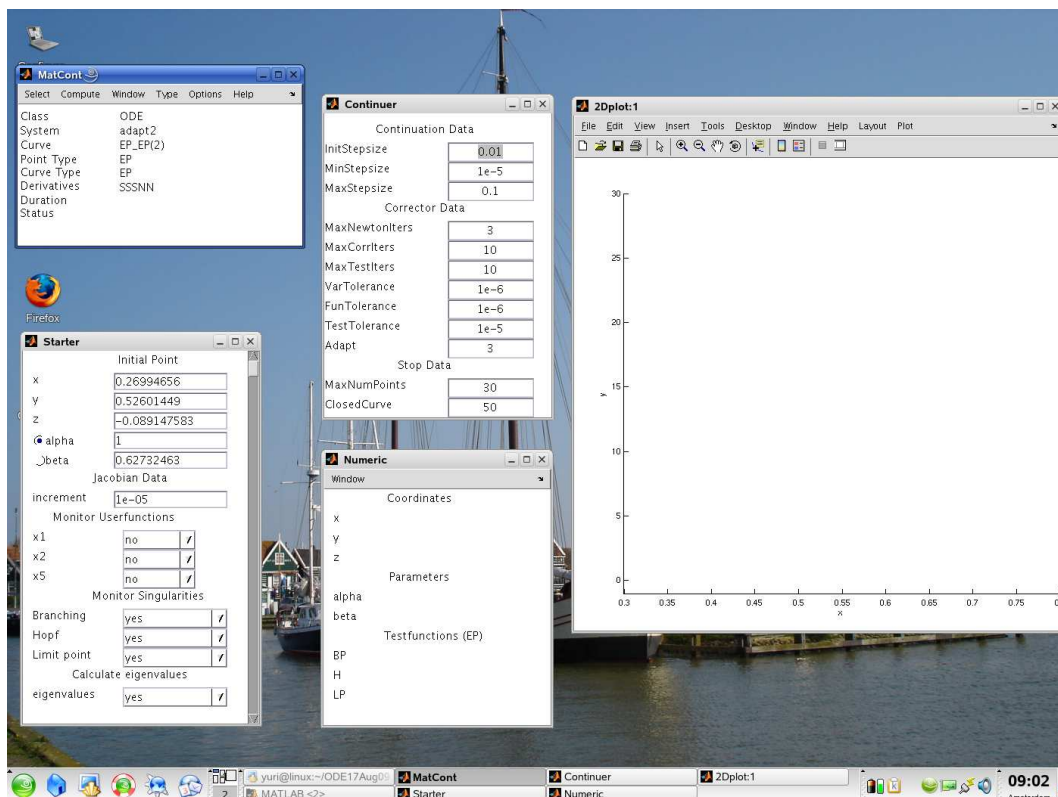 MatCont
Select Compute Window Type Options Help
Class ODE
System adapt2
Curve EP_EP(2)
Point Type EP
Curve Type EP
Derivatives SSSNN
Duration
Status
Firefox
Starter
Initial Point
x 0.26994656
y 0.52601449
z -0.089147583
alpha 1
beta 0.62732463
Jacobian Data
increment 1e-05
Monitor Userfunctions
x1 no
x2 no
x5 no
Monitor Singularities
Branching yes
Hopf yes
Limit point yes
Calculate eigenvalues
eigenvalues yes
Continuer
Continuation Data
InitStepsize 0.01
MinStepsize 1e-5
MaxStepsize 0.1
Corrector Data
MaxNewtonIters 3
MaxCorrIters 10
MaxTestIters 10
VarTolerance 1e-6
FunTolerance 1e-6
TestTolerance 1e-5
Adapt 3
Stop Data
MaxNumPoints 30
ClosedCurve 50
Numeric
Window
Coordinates
x
y
z
Parameters
alpha
beta
Testfunctions (EP)
BP
H
LP
2Dplot:1
File Edit View Insert Tools Desktop Window Help Layout Plot
30
25
20
15
10
5
0
y
0.3 0.35 0.4 0.45 0.5 0.55 0.6 0.65 0.7 0.75 0
x
yuri@linux:~/ODE17Aug09 MatCont Continuer 2Dplot:1
2 MATLAB <2> Starter Numeric
09:02